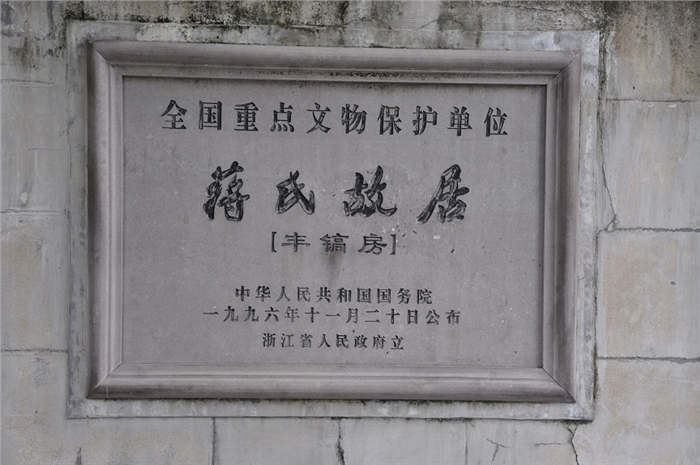 全国重点文物保护单位
蒋氏故居
[丰镐房]
中华人民共和国国务院
一九九六年十一月二十日公布
浙江省人民政府立